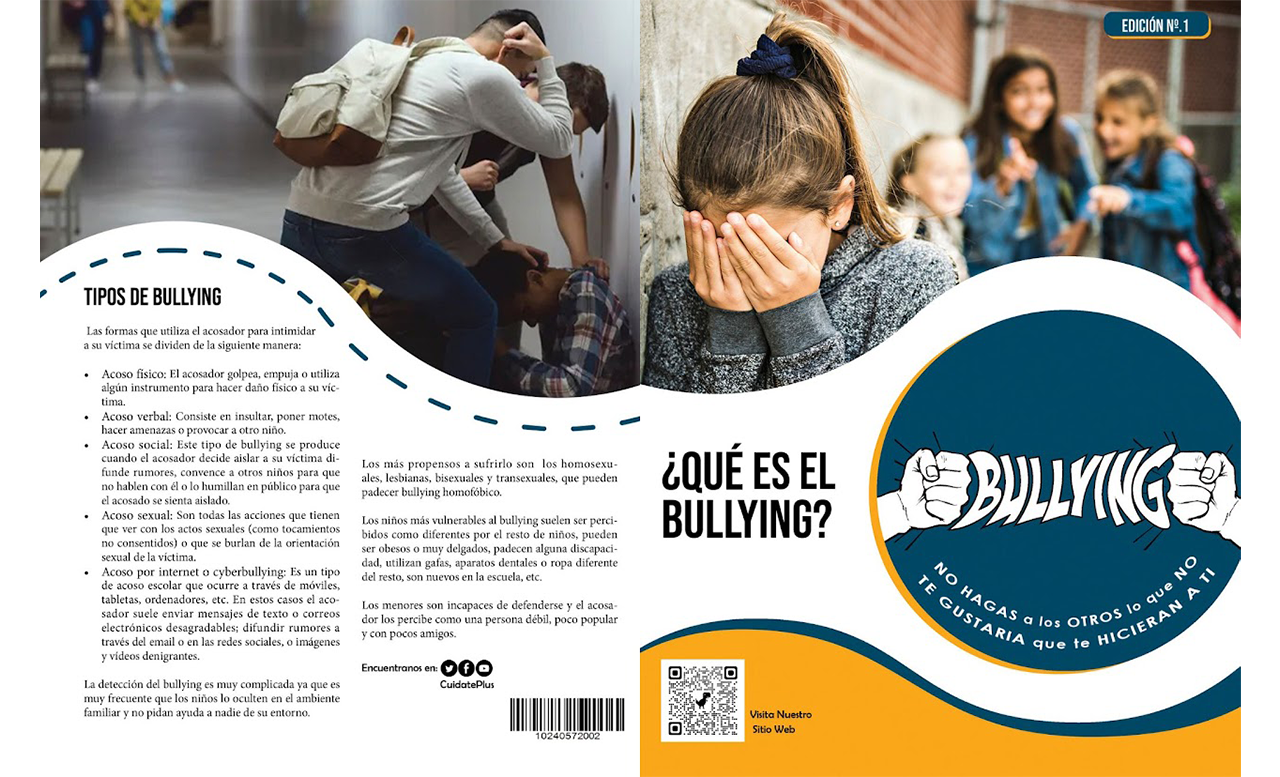 TIPOS DE BULLYING
Las formas que utiliza el acosador para intimidar
a su víctima se dividen de la siguiente manera:
• Acoso físico: El acosador golpea, empuja o utiliza
algún instrumento para hacer daño físico a su víc-
tima.
• Acoso verbal: Consiste en insultar, poner motes,
hacer amenazas o provocar a otro niño.
• Acoso social: Este tipo de bullying se produce
cuando el acosador decide aislar a su víctima di-
funde rumores, convence a otros niños para que
no hablen con él o lo humillan en público para que
el acosado se sienta aislado.
• Acoso sexual: Son todas las acciones que tienen
que ver con los actos sexuales (como tocamientos
no consentidos) o que se burlan de la orientación
sexual de la víctima.
• Acoso por internet o cyberbullying: Es un tipo
de acoso escolar que ocurre a través de móviles,
tabletas, ordenadores, etc. En estos casos el aco-
sador suele enviar mensajes de texto o correos
electrónicos desagradables; difundir rumores a
través del email o en las redes sociales, o imágenes
y vídeos denigrantes.
La detección del bullying es muy complicada ya que es
muy frecuente que los niños lo oculten en el ambiente
familiar y no pidan ayuda a nadie de su entorno.
Los más propensos a sufrirlo son los homosexu-
ales, lesbianas, bisexuales y transexuales, que pueden
padecer bullying homofóbico.
Los niños más vulnerables al bullying suelen ser perci-
bidos como diferentes por el resto de niños, pueden
ser obesos o muy delgados, padecen alguna discapaci-
dad, utilizan gafas, aparatos dentales o ropa diferente
del resto, son nuevos en la escuela, etc.
Los menores son incapaces de defenderse y el acosa-
dor los percibe como una persona débil, poco popular
y con pocos amigos.
Encuentranos en:
CuidatePlus
10240572002
EDICIÓN Nº.1
¿QUÉ ES EL
BULLYING?
BULLYING
NO HAGAS a los OTROS lo que NO
TE GUSTARIA que te HICIERAN A TI
Visita Nuestro
Sitio Web